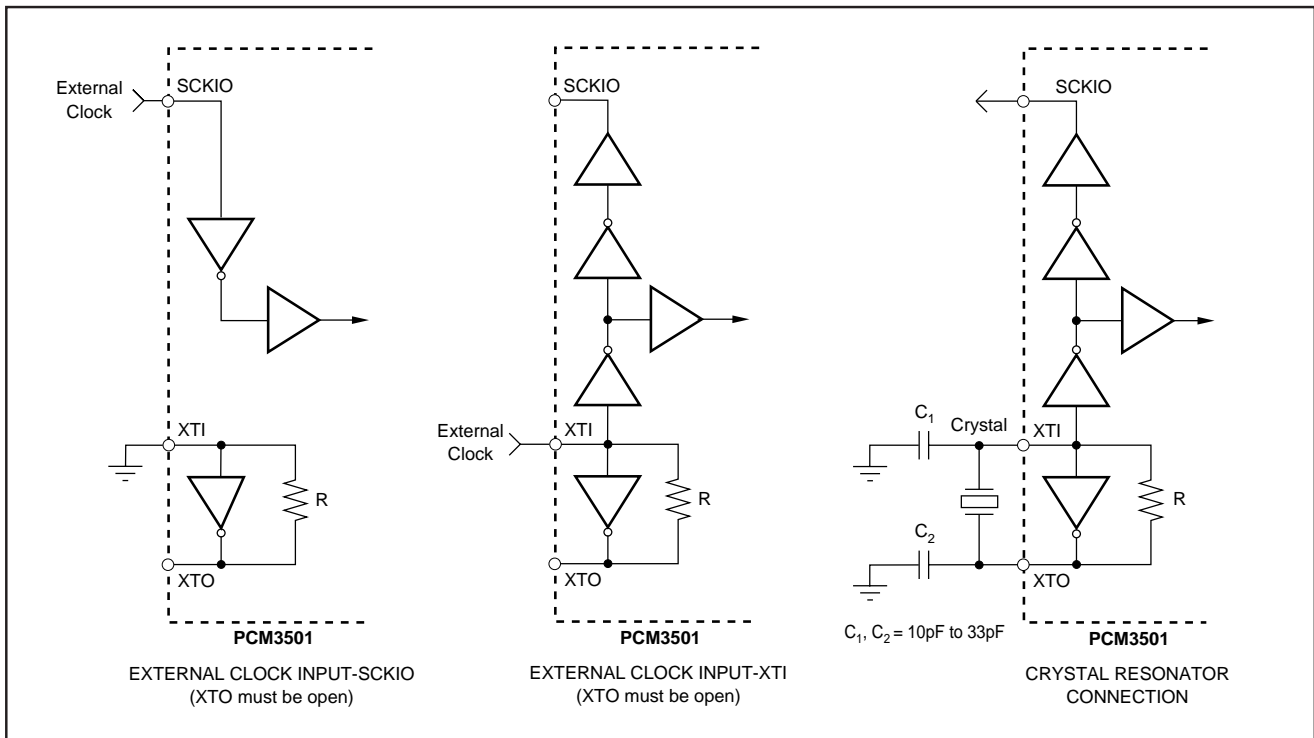 External
Clock
SCKIO
XTI
R
XTO
PCM3501
EXTERNAL CLOCK INPUT-SCKIO
(XTO must be open)
SCKIO
External
Clock
XTI
R
XTO
PCM3501
EXTERNAL CLOCK INPUT-XTI
(XTO must be open)
SCKIO
C1
Crystal
XTI
R
C2
XTO
C1, C2 = 10pF to 33pF
PCM3501
CRYSTAL RESONATOR
CONNECTION